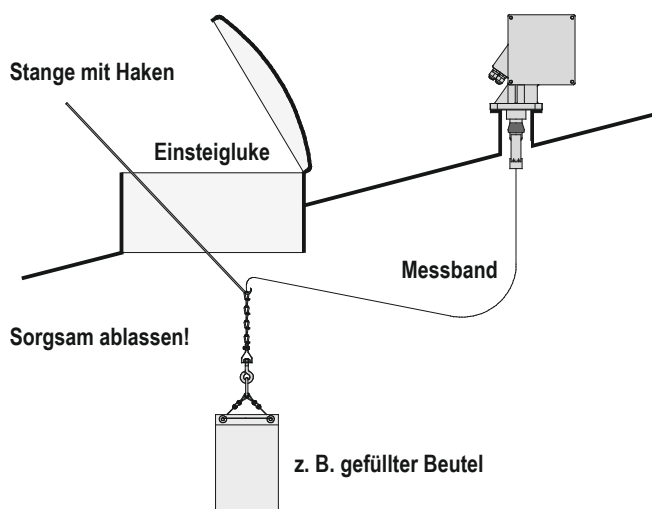 Stange mit Haken
Einsteigluke
Messband
Sorgsam ablassen!
z. B. gefüllter Beutel